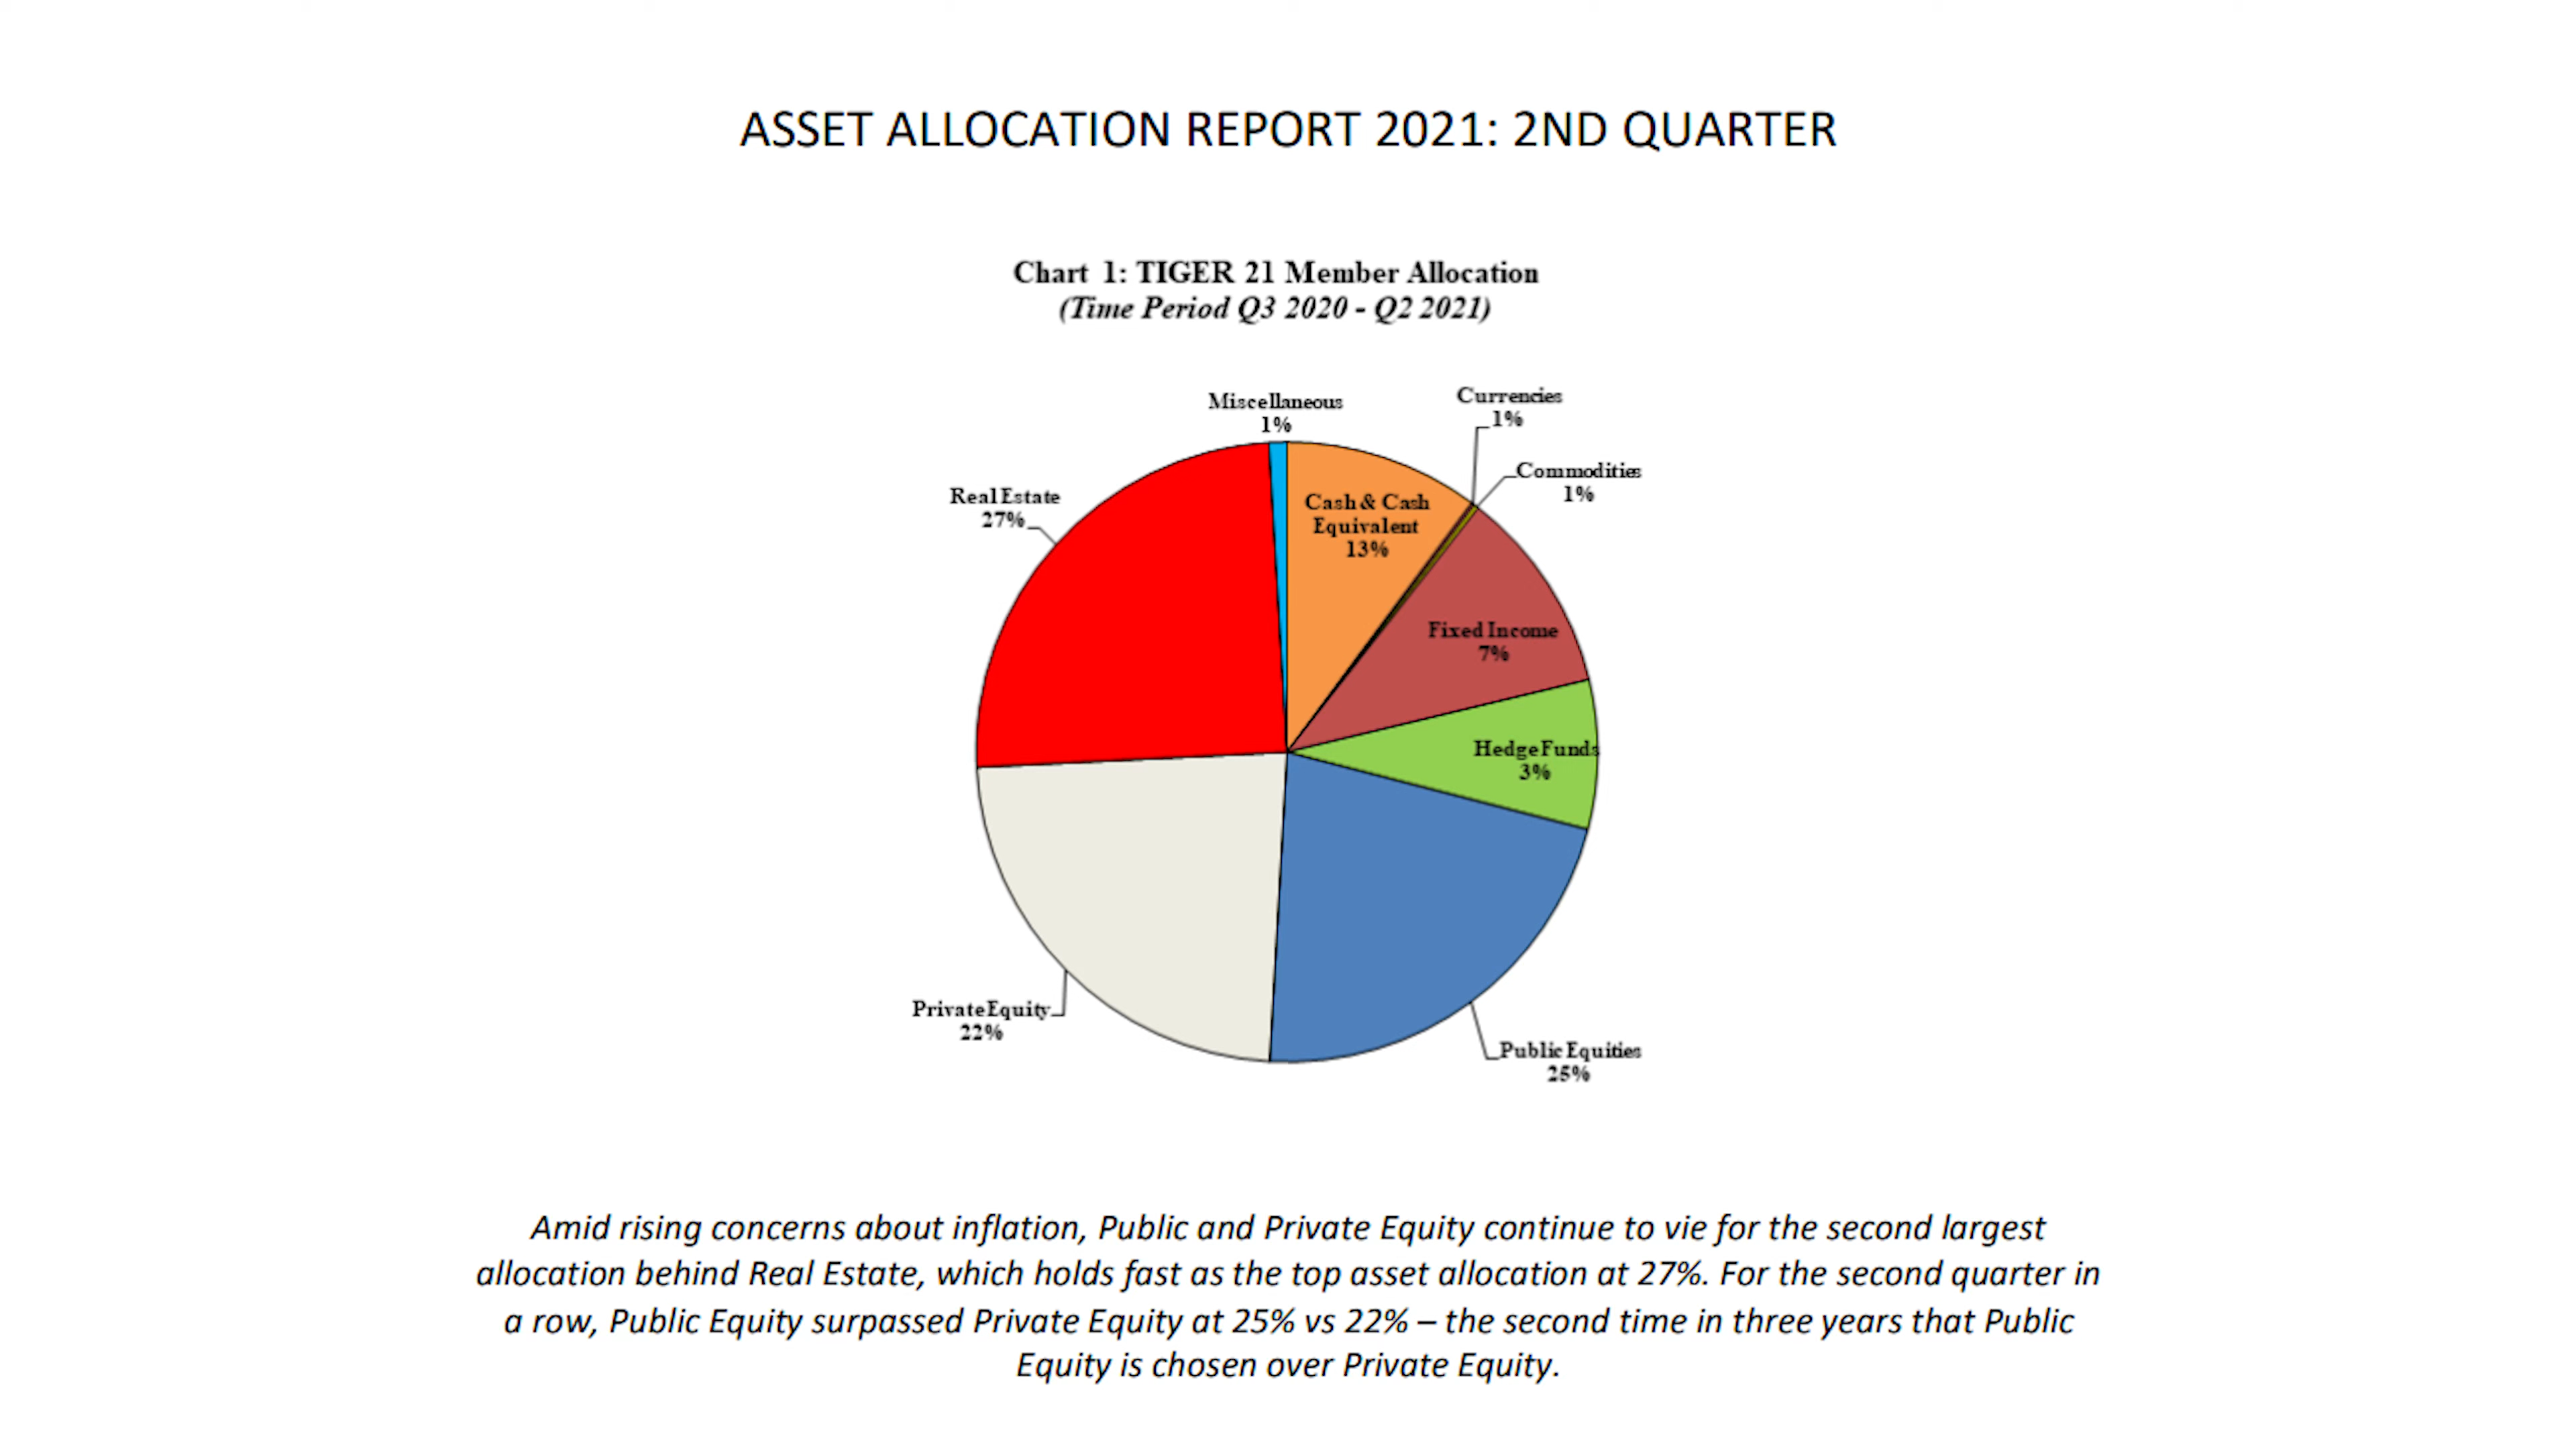 ASSET ALLOCATION REPORT 2021: 2ND QUARTER
Chart 1: TIGER 21 Member Allocation
(Time Period Q3 2020 - Q2 2021)
Miscellaneous
1%
Currencies
1%
Commodities
1%
Real Estate
27%
Cash & Cash
Equivalent
13%
Fixed Income
7%
Hedge Funds
3%
Private Equity
22%
Public Equities
25%
Amid rising concerns about inflation, Public and Private Equity continue to vie for the second largest
allocation behind Real Estate, which holds fast as the top asset allocation at 27%. For the second quarter in
a row, Public Equity surpassed Private Equity at 25% vs 22% – the second time in three years that Public
Equity is chosen over Private Equity.